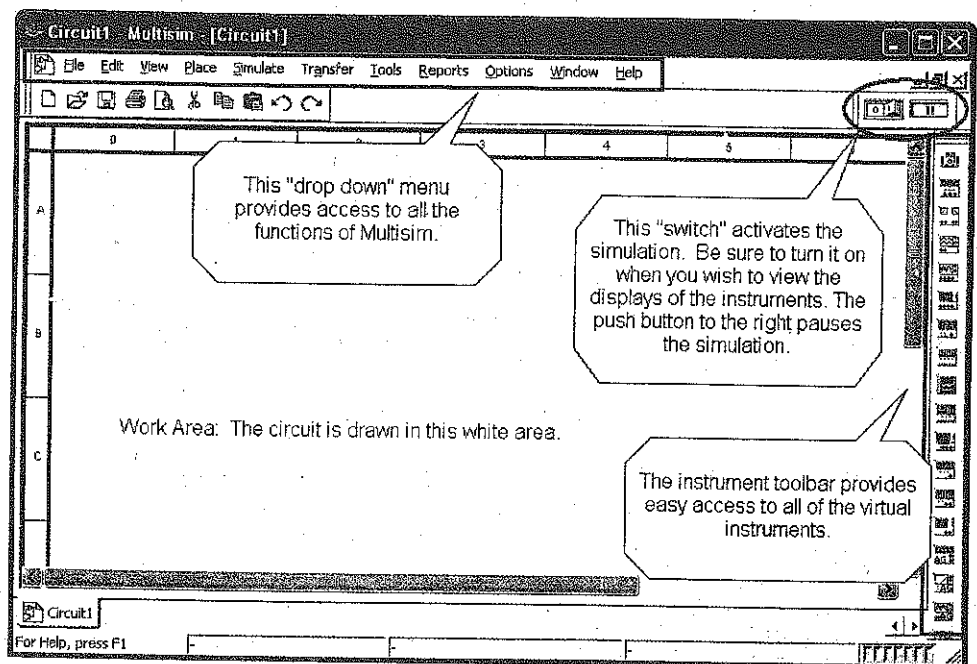 Circuit1 - Multisim - [Circuit1]
File Edit View Place Simulate Transfer Tools Reports Options Window Help
0 3 4 5
This "drop down" menu
provides access to all the
functions of Multisim.
This "switch" activates the
simulation. Be sure to turn it on
when you wish to view the
displays of the instruments. The
push button to the right pauses
the simulation.
A
B
Work Area: The circuit is drawn in this white area.
C
The instrument toolbar provides
easy access to all of the virtual
instruments.
Circuit1
For Help, press F1